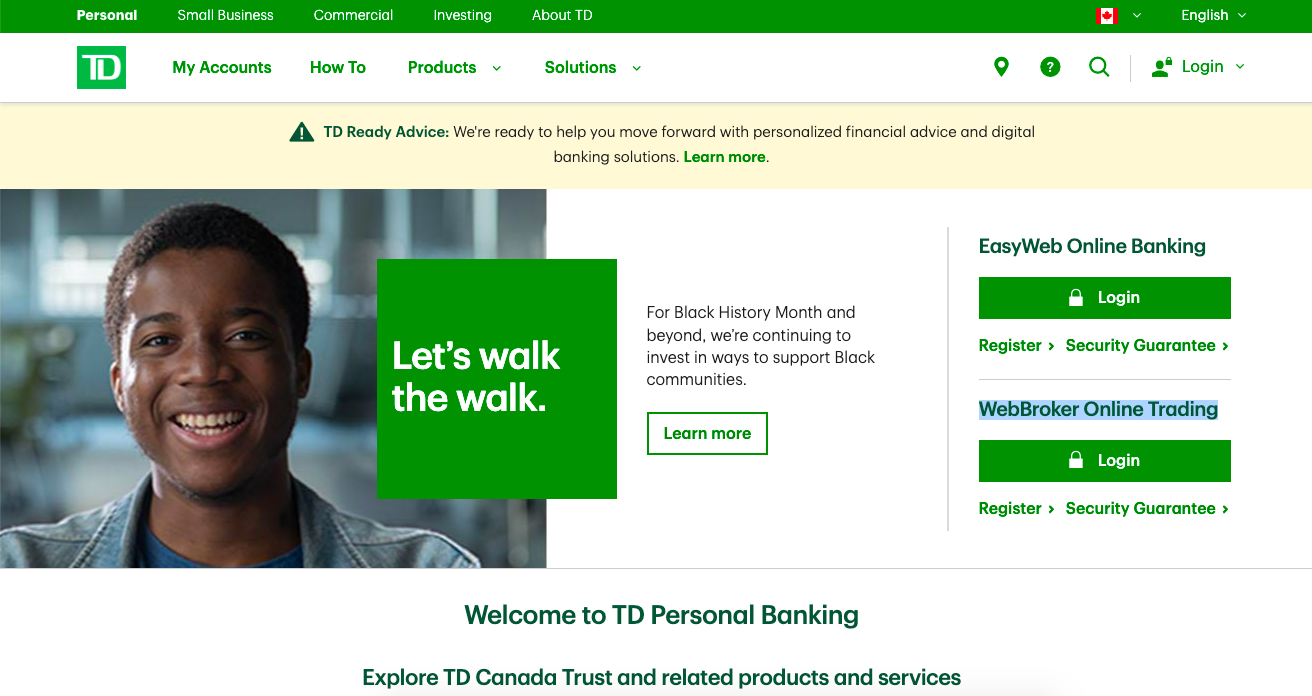 Personal Small Business Commercial Investing About TD English
TD My Accounts How To Products Solutions ? Login
TD Ready Advice: We're ready to help you move forward with personalized financial advice and digital
banking solutions. Learn more.
Let's walk
the walk.
For Black History Month and
beyond, we're continuing to
invest in ways to support Black
communities.
Learn more
EasyWeb Online Banking
Login
Register › Security Guarantee ›
WebBroker Online Trading
Login
Register › Security Guarantee ›
Welcome to TD Personal Banking
Explore TD Canada Trust and related products and services